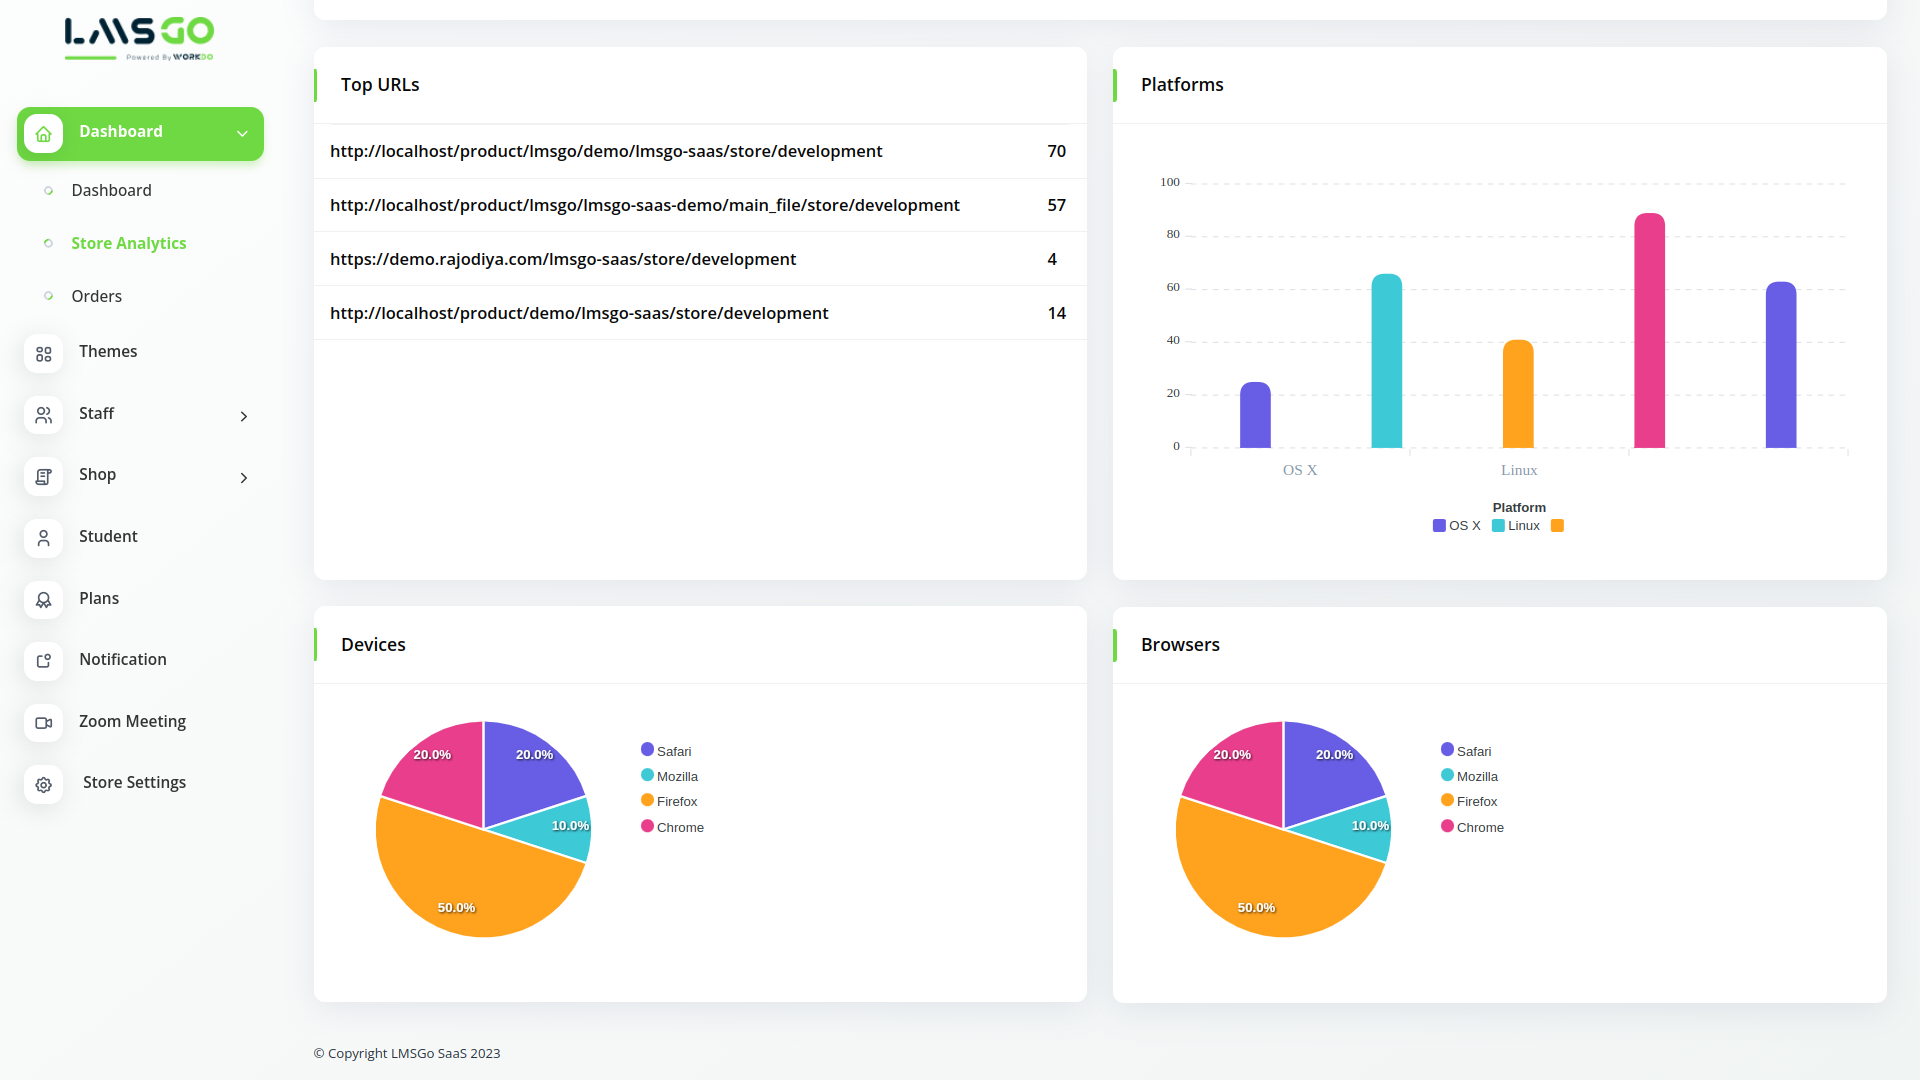 LMSGO
Powered By WORKDO
Dashboard
Dashboard
Store Analytics
Orders
Themes
Staff
Shop
Student
Plans
Notification
Zoom Meeting
Store Settings
Top URLs
http://localhost/product/lmsgo/demo/lmsgo-saas/store/development 70
http://localhost/product/lmsgo/lmsgo-saas-demo/main_file/store/development 57
https://demo.rajodiya.com/lmsgo-saas/store/development 4
http://localhost/product/demo/lmsgo-saas/store/development 14
Platforms
100
80
60
40
20
0
OS X Linux
Platform
OS X Linux
Devices
20.0% 20.0%
10.0%
50.0%
Safari
Mozilla
Firefox
Chrome
Browsers
20.0% 20.0%
10.0%
50.0%
Safari
Mozilla
Firefox
Chrome
© Copyright LMSGo SaaS 2023